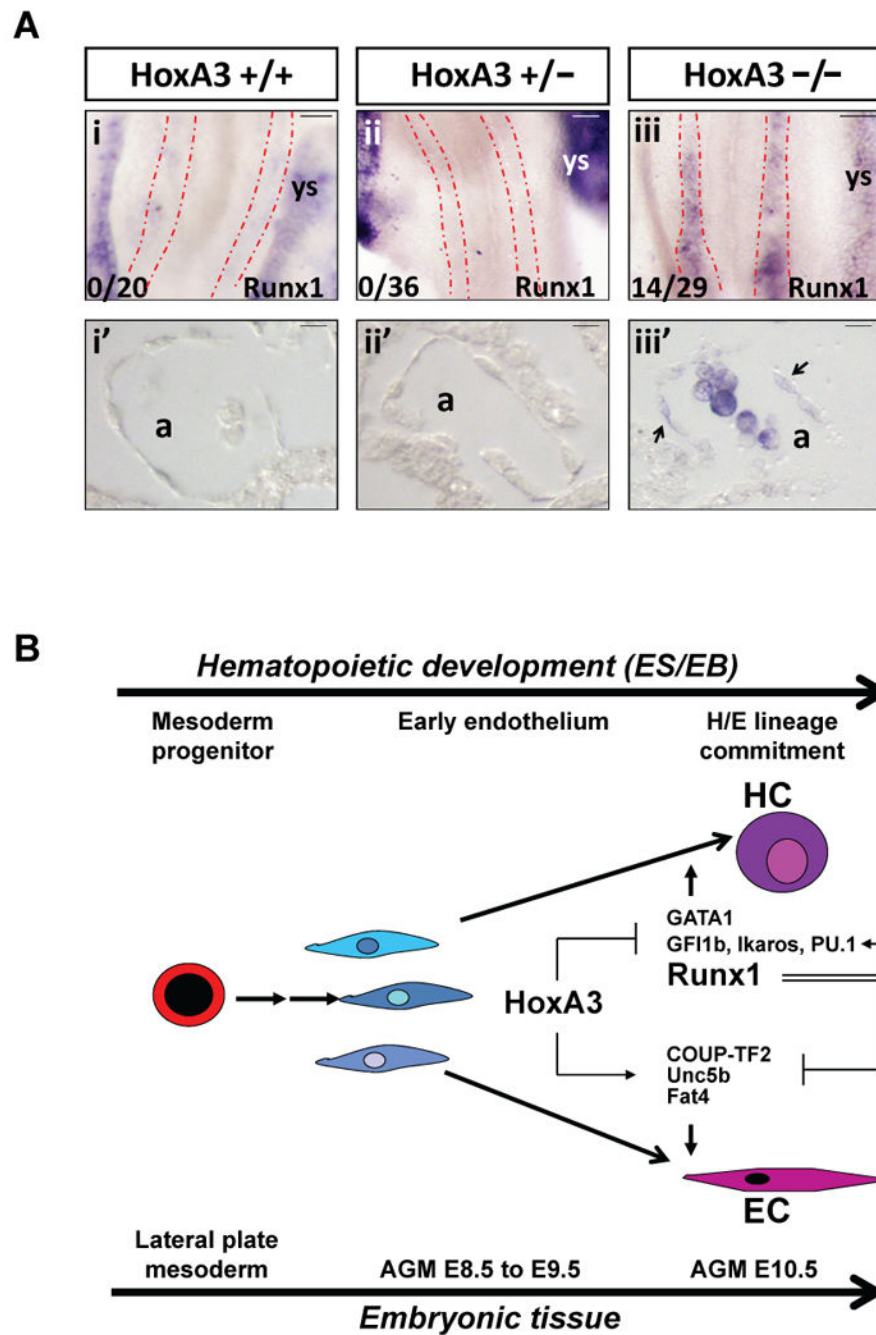 A
HoxA3 +/+
HoxA3 +/−
HoxA3 −/−
i
ys
0/20
Runx1
ii
ys
0/36
Runx1
iii
ys
14/29
Runx1
i’
a
ii’
a
iii’
a
B
Hematopoietic development (ES/EB)
Mesoderm
progenitor
Early endothelium
H/E lineage
commitment
HC
GATA1
GFI1b, Ikaros, PU.1
Runx1
HoxA3
COUP-TF2
Unc5b
Fat4
EC
Lateral plate
mesoderm
AGM E8.5 to E9.5
AGM E10.5
Embryonic tissue